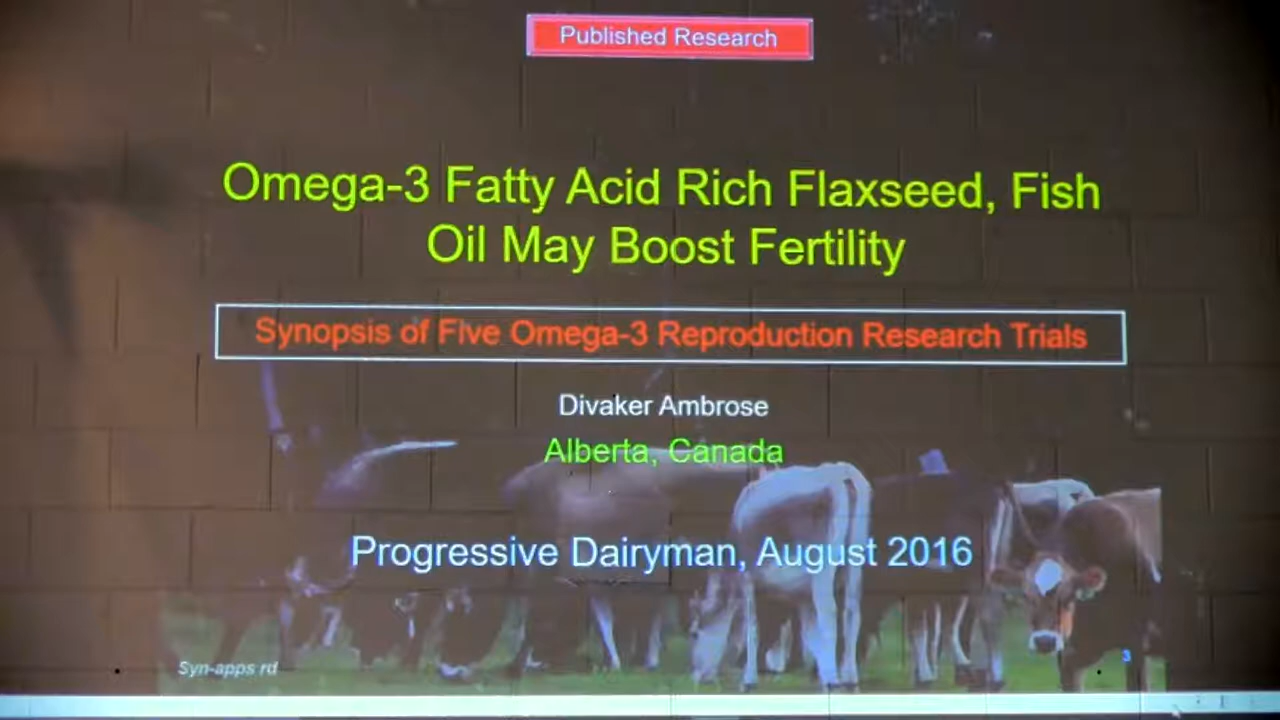 Published Research
Omega-3 Fatty Acid Rich Flaxseed, Fish
Oil May Boost Fertility
Synopsis of Five Omega-3 Reproduction Research Trials
Divaker Ambrose
Alberta, Canada
Progressive Dairyman, August 2016
Syn-apps rd
3